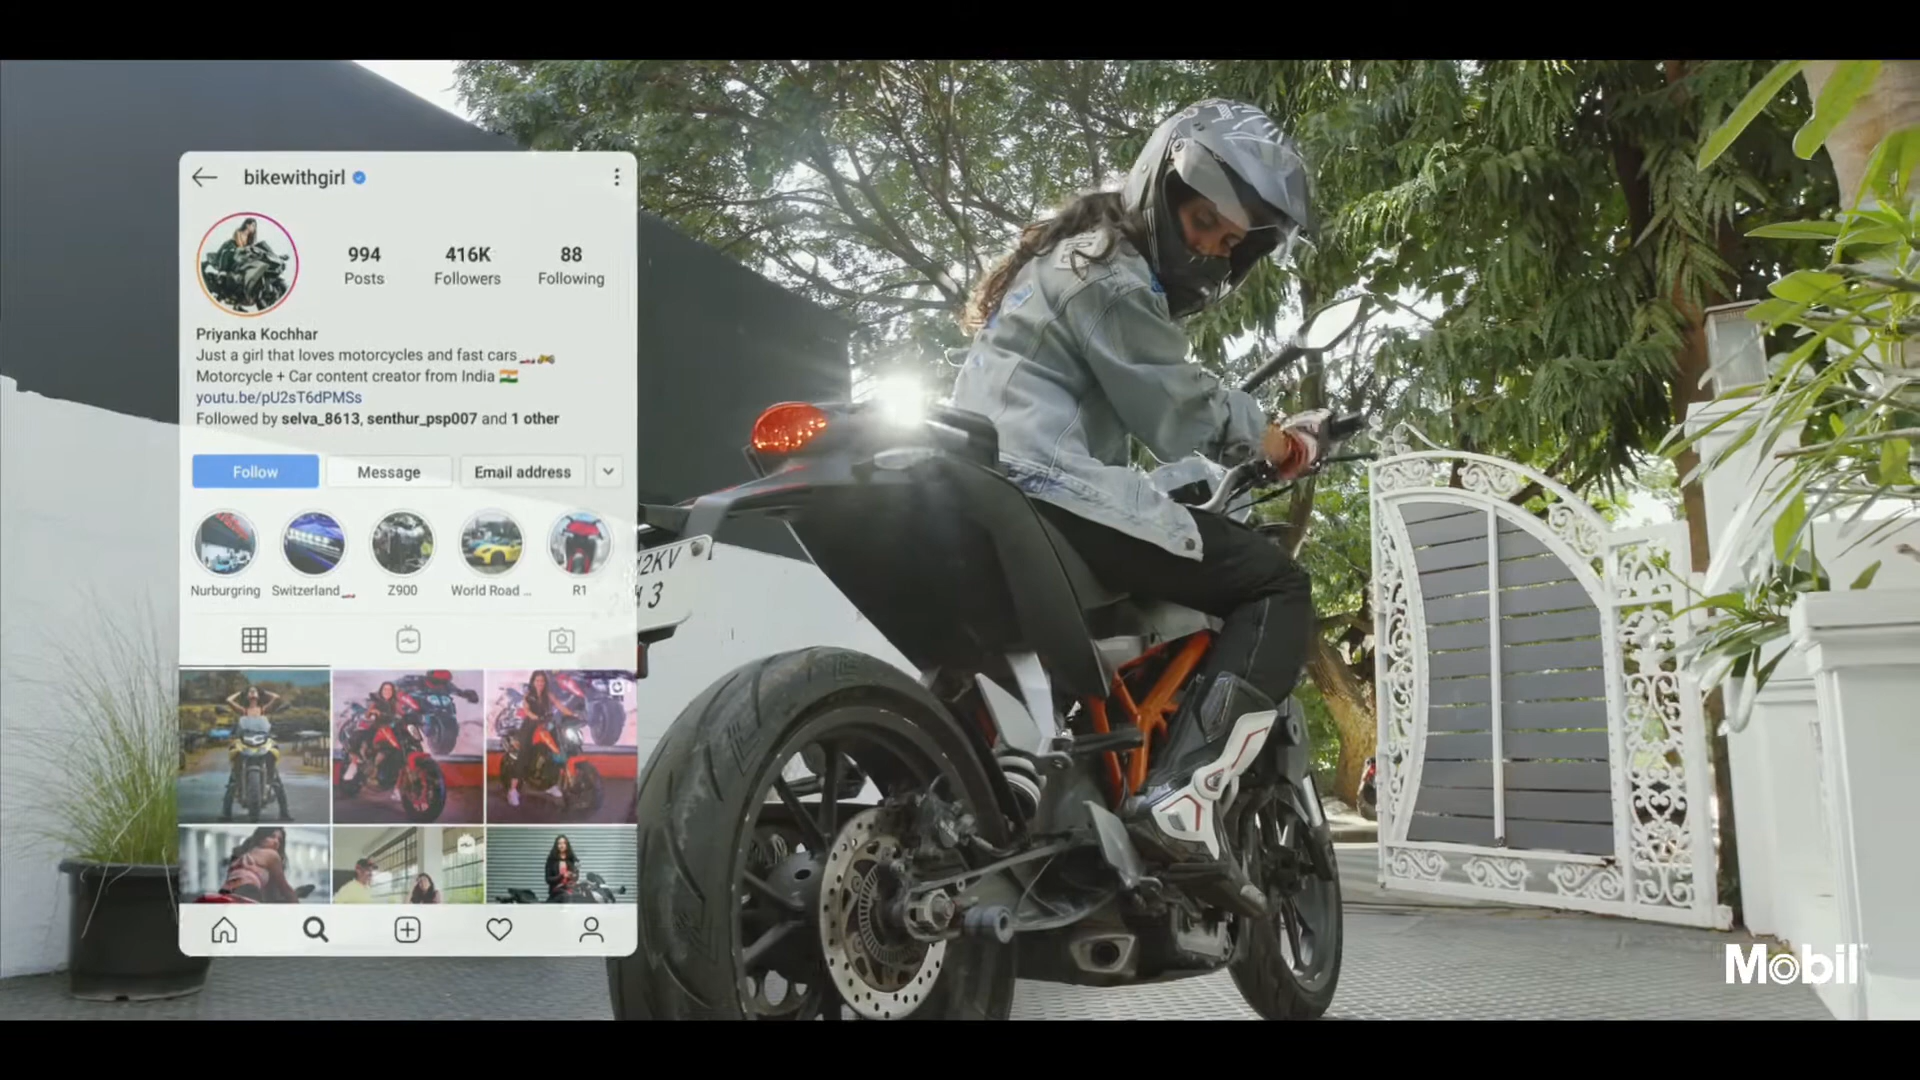 bikewithgirl
994
Posts
416K
Followers
88
Following
Priyanka Kochhar
Just a girl that loves motorcycles and fast cars
Motorcycle + Car content creator from India
youtu.be/pU2sT6dPMSs
Followed by selva_8613, senthur_psp007 and 1 other
Follow
Message
Email address
Nurburgring
Switzerland
Z900
World Road ...
R1
12KV
3
Mobil